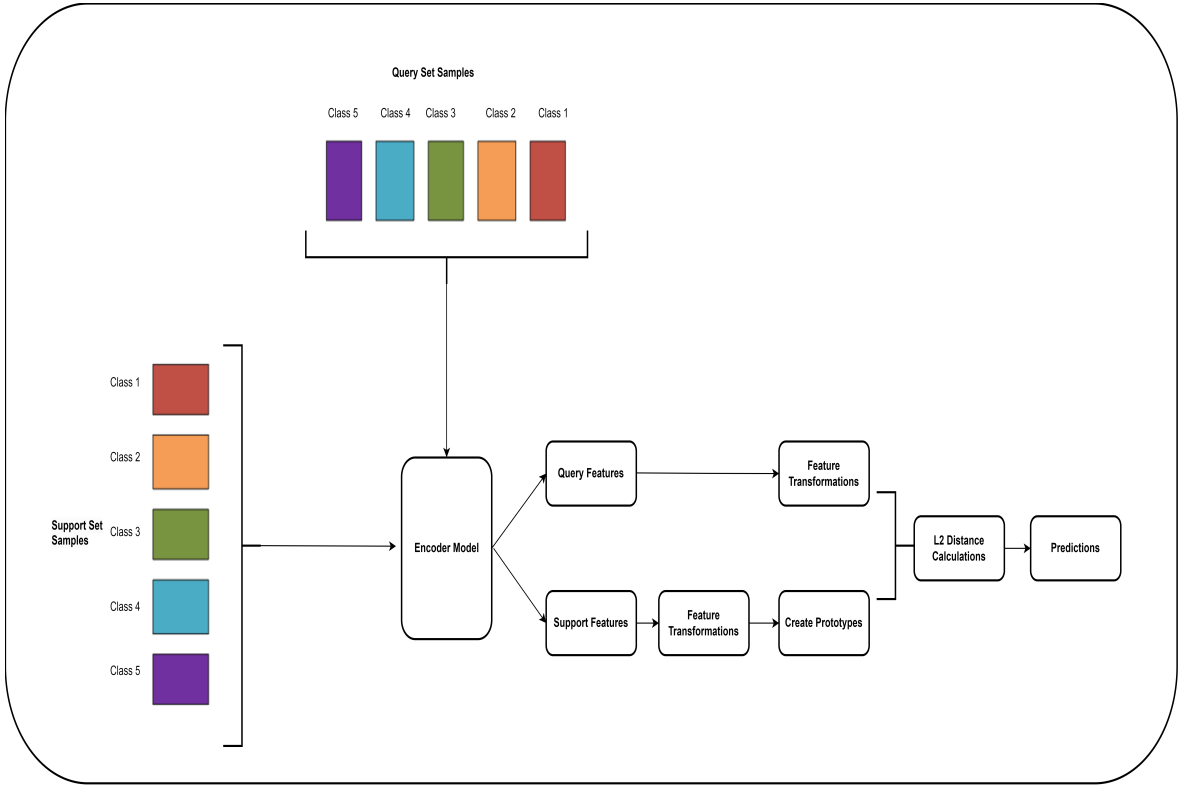 Query Set Samples
Class 5 Class 4 Class 3 Class 2 Class 1
Class 1
Class 2
Support Set
Samples
Class 3
Class 4
Class 5
Encoder Model
Query Features
Feature
Transformations
Support Features
Feature
Transformations
Create Prototypes
L2 Distance
Calculations
Predictions